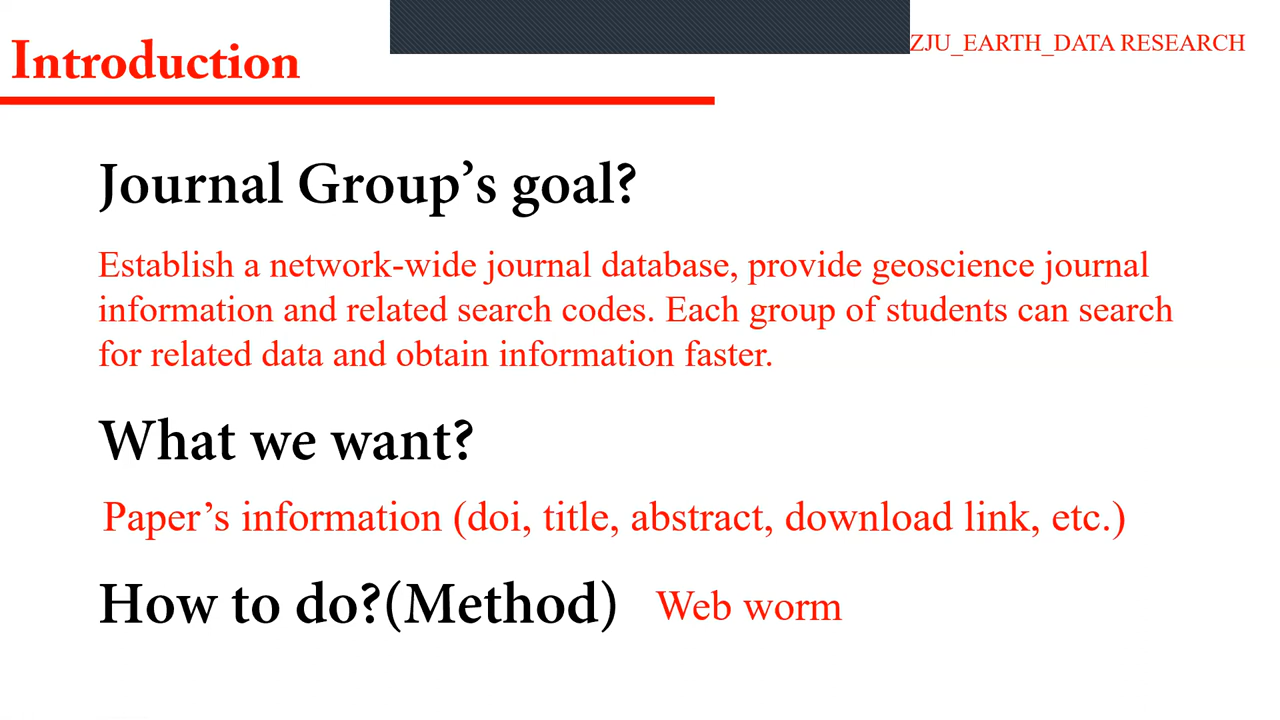 Introduction
ZJU_EARTH_DATA RESEARCH
Journal Group’s goal?
Establish a network-wide journal database, provide geoscience journal
information and related search codes. Each group of students can search
for related data and obtain information faster.
What we want?
Paper’s information (doi, title, abstract, download link, etc.)
How to do?(Method) Web worm